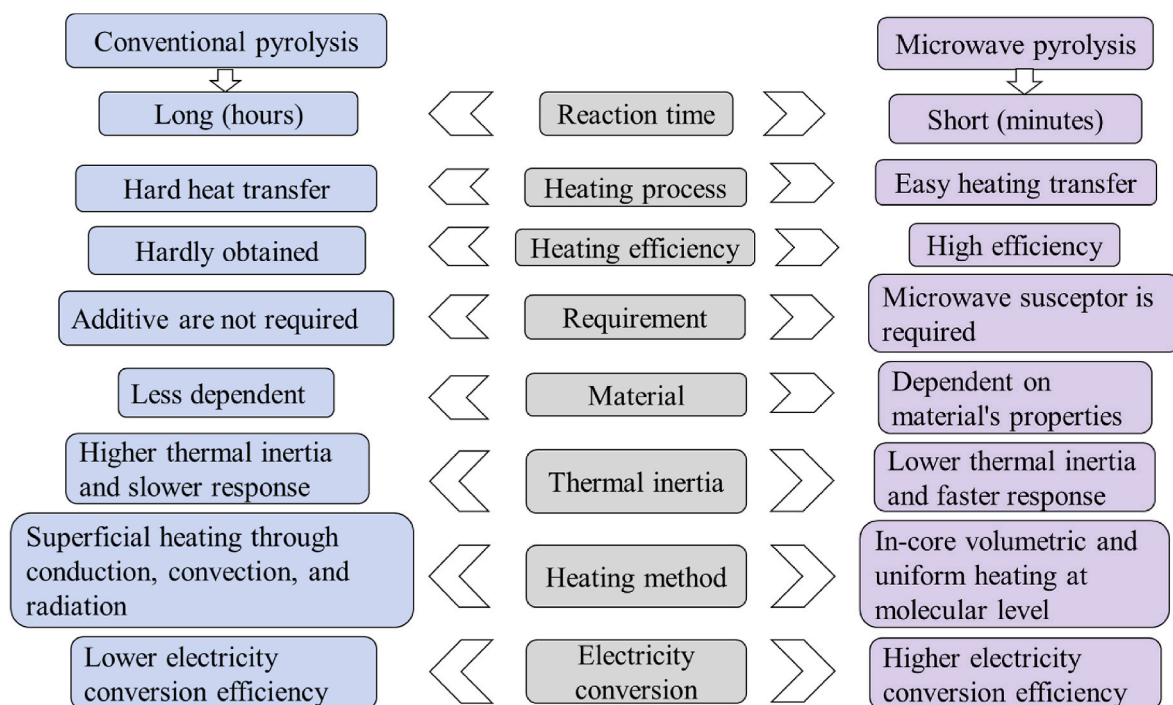 Conventional pyrolysis
Microwave pyrolysis
Long (hours)
Reaction time
Short (minutes)
Hard heat transfer
Heating process
Easy heating transfer
Hardly obtained
Heating efficiency
High efficiency
Additive are not required
Requirement
Microwave susceptor is
required
Less dependent
Material
Dependent on
material's properties
Higher thermal inertia
and slower response
Thermal inertia
Lower thermal inertia
and faster response
Superficial heating through
conduction, convection, and
radiation
Heating method
In-core volumetric and
uniform heating at
molecular level
Lower electricity
conversion efficiency
Electricity
conversion
Higher electricity
conversion efficiency